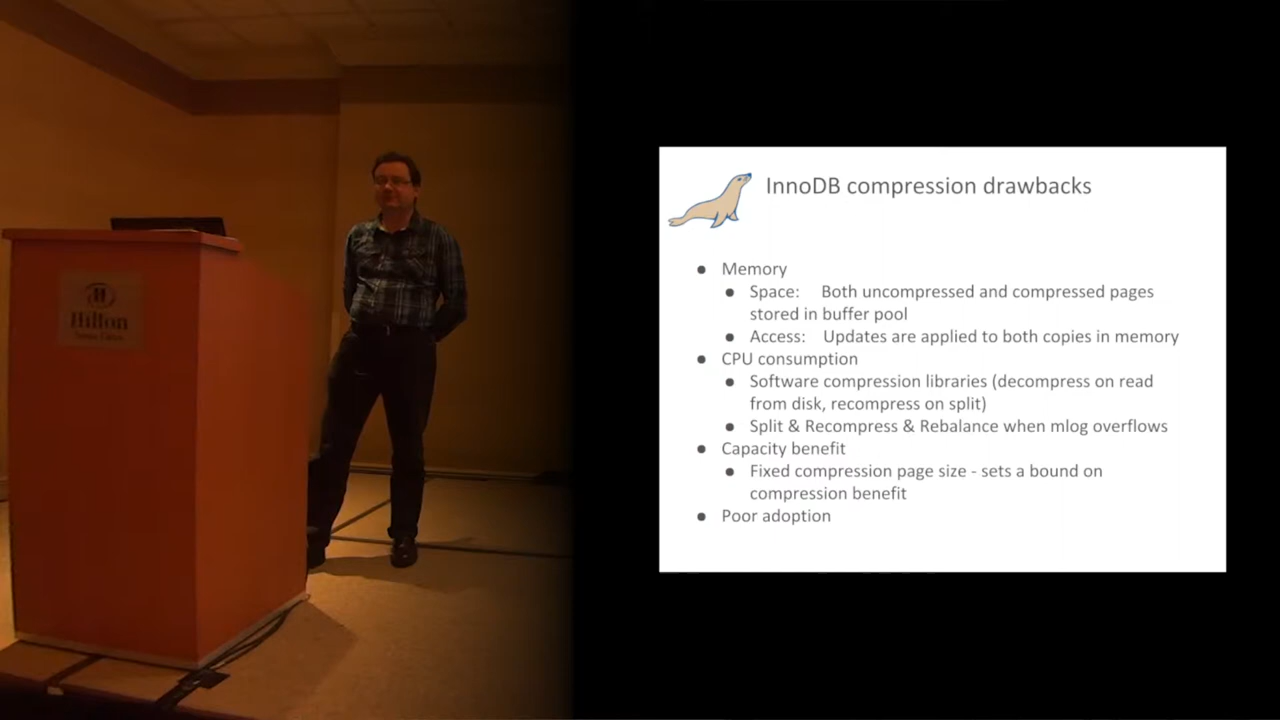 Hilton
InnoDB compression drawbacks
● Memory
● Space: Both uncompressed and compressed pages
stored in buffer pool
● Access: Updates are applied to both copies in memory
● CPU consumption
● Software compression libraries (decompress on read
from disk, recompress on split)
● Split & Recompress & Rebalance when mlog overflows
● Capacity benefit
● Fixed compression page size - sets a bound on
compression benefit
● Poor adoption